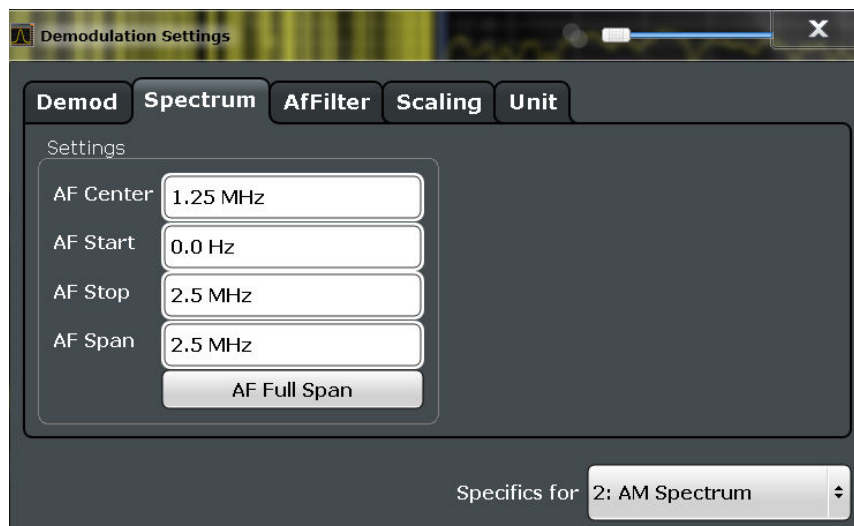 Demodulation Settings
X
Demod Spectrum AfFilter Scaling Unit
Settings
AF Center 1.25 MHz
AF Start 0.0 Hz
AF Stop 2.5 MHz
AF Span 2.5 MHz
AF Full Span
Specifics for 2: AM Spectrum